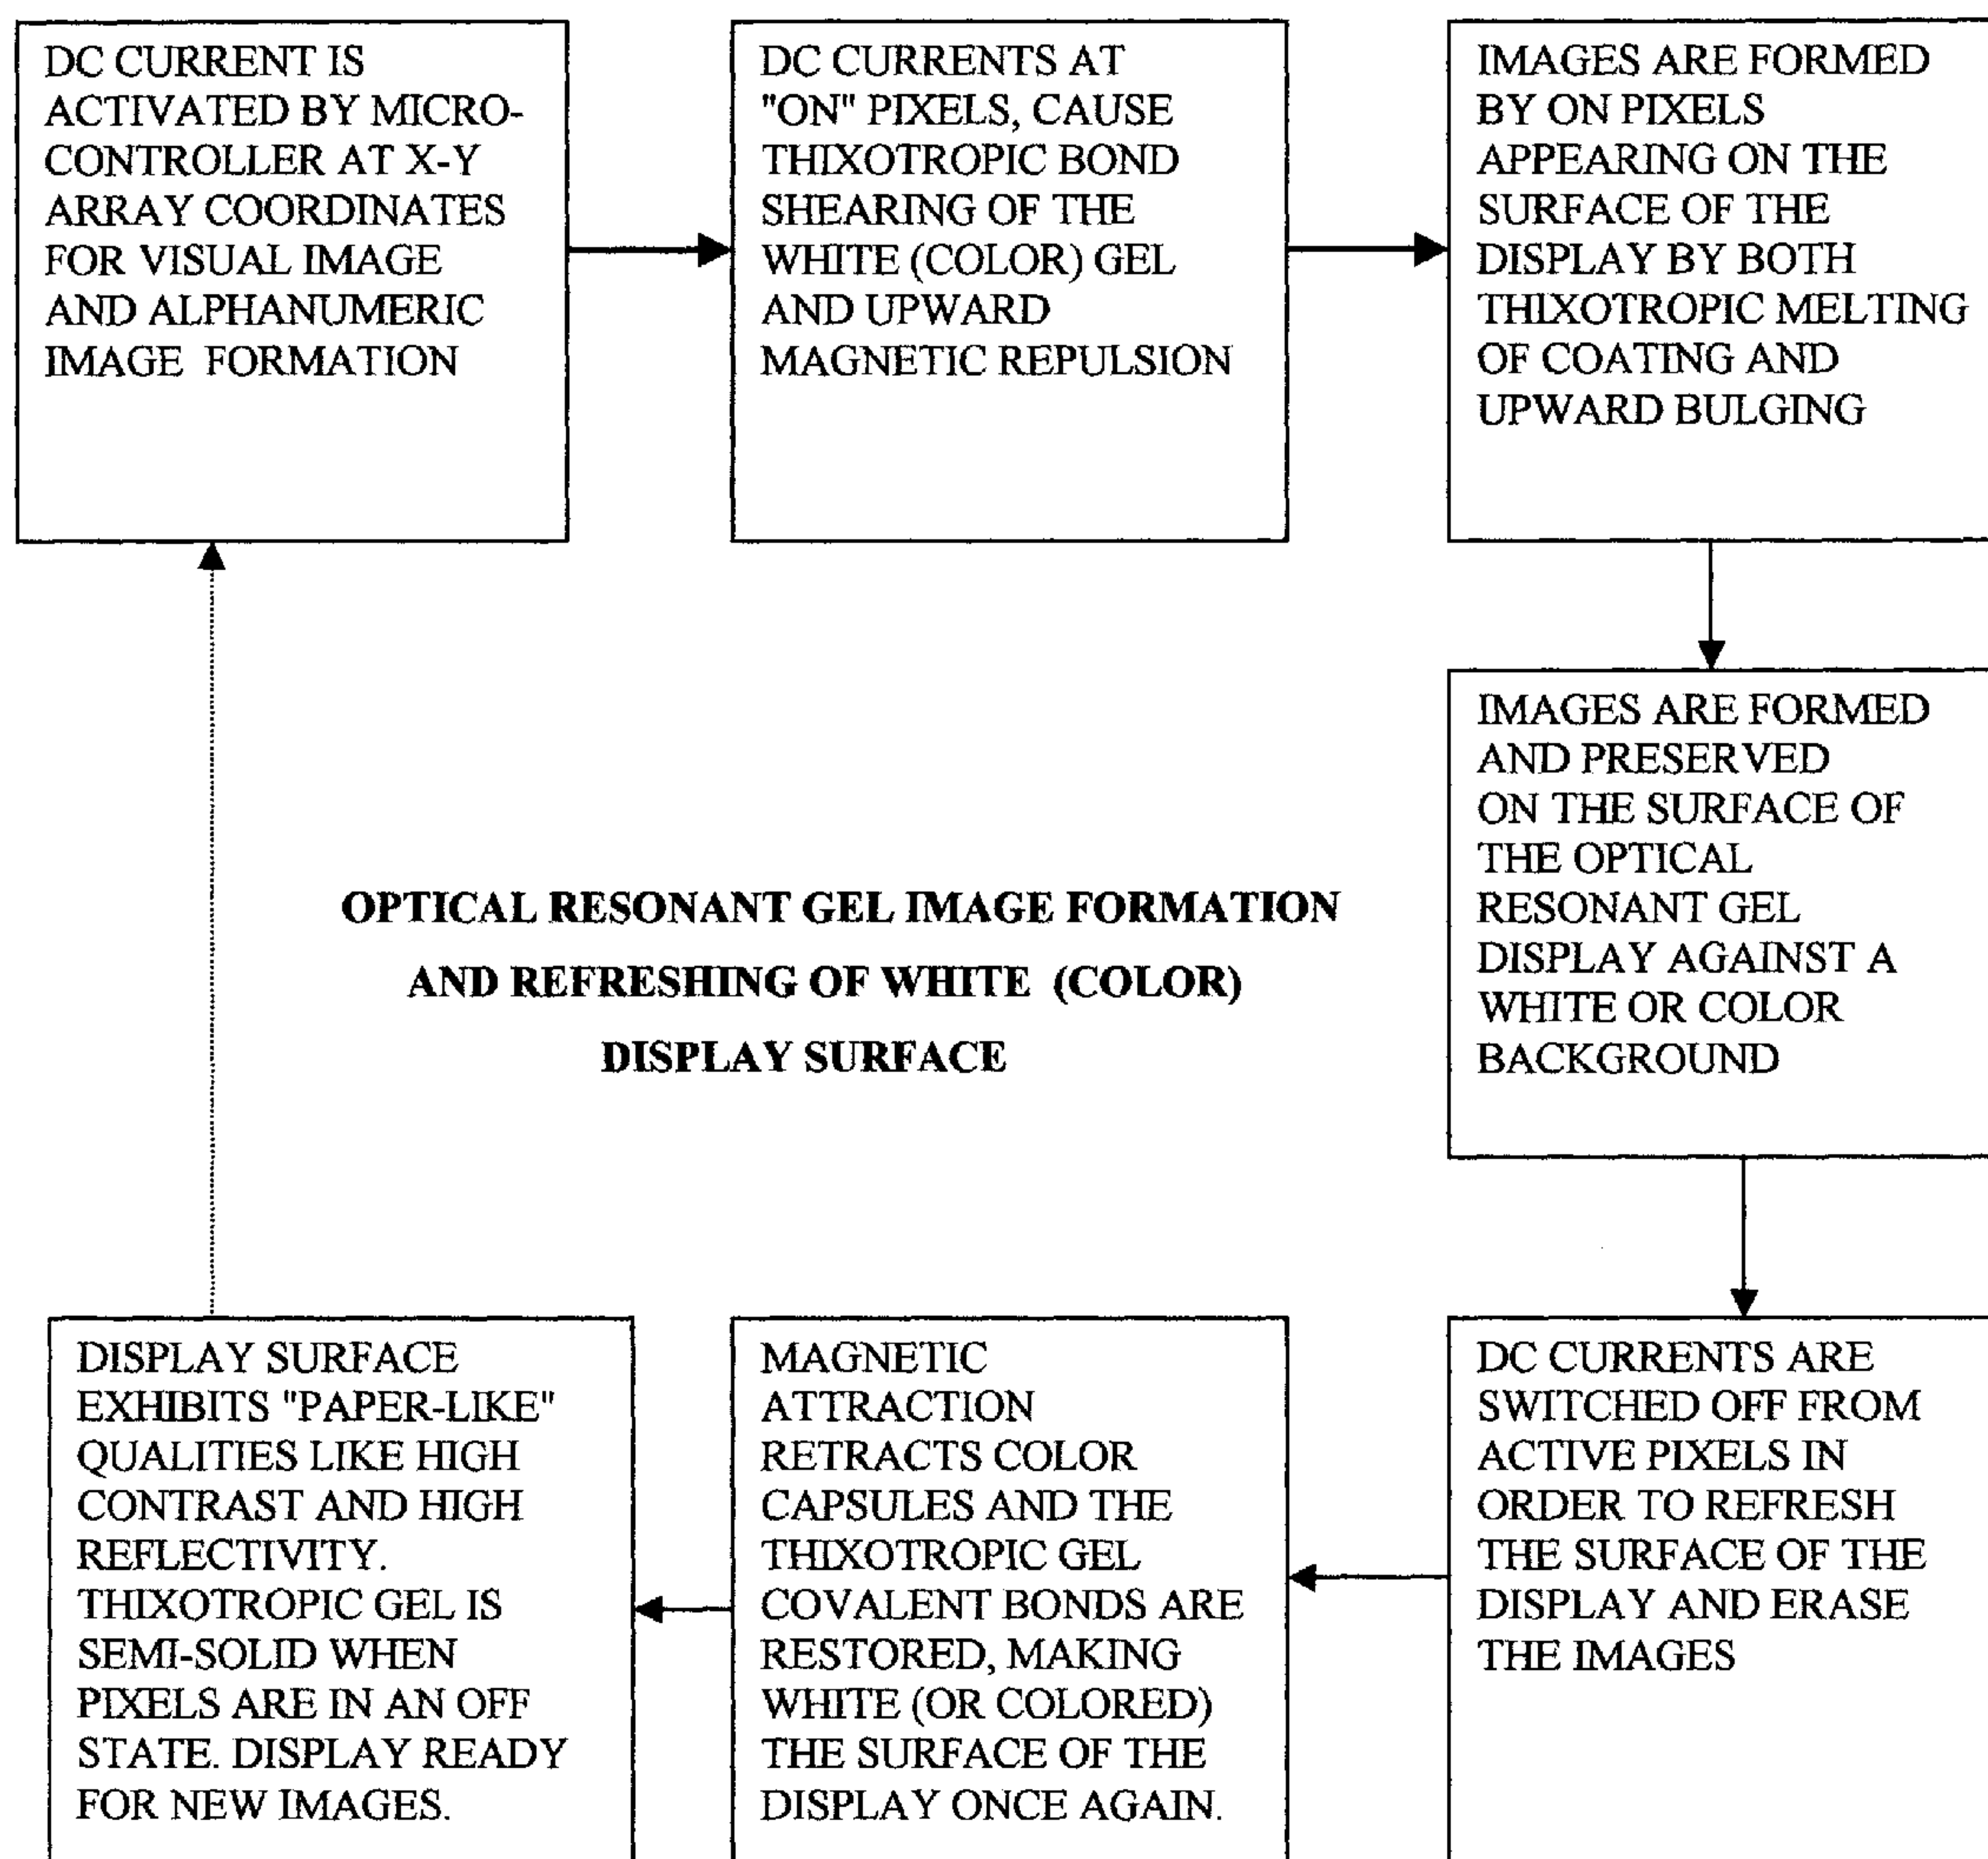 DC CURRENT IS
ACTIVATED BY MICRO-
CONTROLLER AT X-Y
ARRAY COORDINATES
FOR VISUAL IMAGE
AND ALPHANUMERIC
IMAGE FORMATION
DC CURRENTS AT
"ON" PIXELS, CAUSE
THIXOTROPIC BOND
SHEARING OF THE
WHITE (COLOR) GEL
AND UPWARD
MAGNETIC REPULSION
IMAGES ARE FORMED
BY ON PIXELS
APPEARING ON THE
SURFACE OF THE
DISPLAY BY BOTH
THIXOTROPIC MELTING
OF COATING AND
UPWARD BULGING
IMAGES ARE FORMED
AND PRESERVED
ON THE SURFACE OF
THE OPTICAL
RESONANT GEL
DISPLAY AGAINST A
WHITE OR COLOR
BACKGROUND
OPTICAL RESONANT GEL IMAGE FORMATION
AND REFRESHING OF WHITE (COLOR)
DISPLAY SURFACE
DC CURRENTS ARE
SWITCHED OFF FROM
ACTIVE PIXELS IN
ORDER TO REFRESH
THE SURFACE OF THE
DISPLAY AND ERASE
THE IMAGES
MAGNETIC
ATTRACTION
RETRACTS COLOR
CAPSULES AND THE
THIXOTROPIC GEL
COVALENT BONDS ARE
RESTORED, MAKING
WHITE (OR COLORED)
THE SURFACE OF THE
DISPLAY ONCE AGAIN.
DISPLAY SURFACE
EXHIBITS "PAPER-LIKE"
QUALITIES LIKE HIGH
CONTRAST AND HIGH
REFLECTIVITY.
THIXOTROPIC GEL IS
SEMI-SOLID WHEN
PIXELS ARE IN AN OFF
STATE. DISPLAY READY
FOR NEW IMAGES.